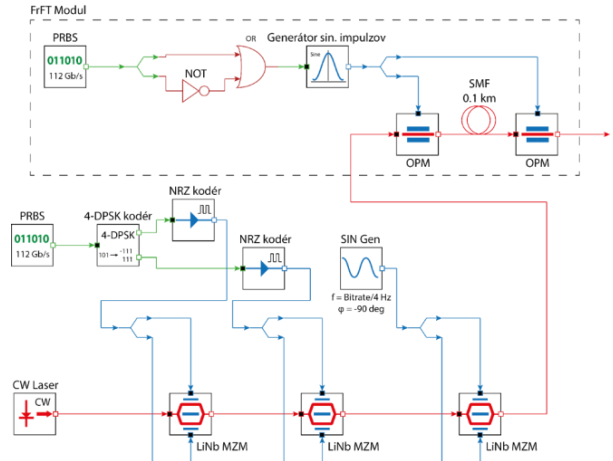 FrFT Modul
PRBS
011010
112 Gb/s
NOT
OR
Generátor sin. impulzov
Sine
SMF
0.1 km
OPM
OPM
PRBS
011010
112 Gb/s
4-DPSK kodér
4-DPSK
101→ -111
111
NRZ kodér
NRZ kodér
SIN Gen
f = Bitrate/4 Hz
φ = -90 deg
CW Laser
CW
LiNb MZM
LiNb MZM
LiNb MZM